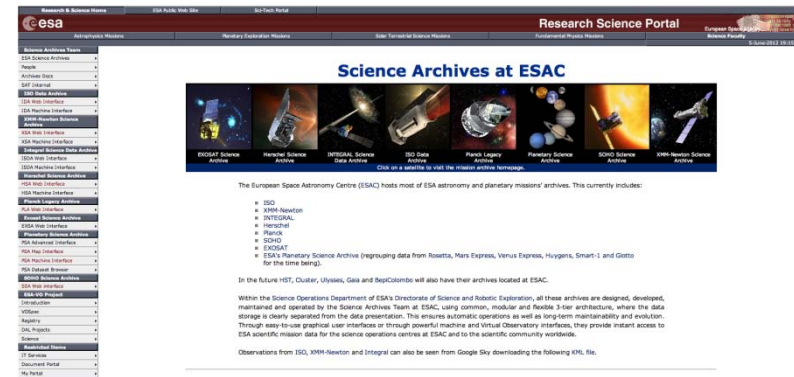 Research & Science Home
ESA Public Web Site
Sci-Tech Portal
esa
Research Science Portal
European Space
Astrophysics Missions
Planetary Exploration Missions
Solar Terrestrial Science Missions
Fundamental Physics Missions
Science Faculty
5-June-2012 19:15
Science Archives Team
ESA Science Archives
People
Archives Docs
SAT Internal
ISO Data Archive
IDA Web Interface
IDA Machine Interface
XMM-Newton Science
Archive
XSA Web Interface
XSA Machine Interface
Integral Science Data Archive
ISDA Web Interface
ISDA Machine Interface
Herschel Science Archive
HSA Web Interface
HSA Machine Interface
Planck Legacy Archive
PLA Web Interface
Exosat Science Archive
EXSA Web Interface
Planetary Science Archive
PSA Advanced Interface
PSA Map Interface
PSA Machine Interface
PSA Dataset Browser
SOHO Science Archive
SSA Web Interface
ESA-VO Project
Introduction
VOSpec
Registry
DAL Projects
Science
Restricted Items
IT Services
Document Portal
My Portal
Science Archives at ESAC
EXOSAT Science
Archive
Herschel Science
Archive
INTEGRAL Science
Data Archive
ISO Data
Archive
Planck Legacy
Archive
Planetary Science
Archive
SOHO Science
Archive
XMM-Newton Science
Archive
Click on a satellite to visit the mission archive homepage.
The European Space Astronomy Centre (ESAC) hosts most of ESA astronomy and planetary missions' archives. This currently includes:
ISO
XMM-Newton
INTEGRAL
Herschel
Planck
SOHO
EXOSAT
ESA's Planetary Science Archive (regrouping data from Rosetta, Mars Express, Venus Express, Huygens, Smart-1 and Giotto
for the time being).
In the future HST, Cluster, Ulysses, Gaia and BepiColombo will also have their archives located at ESAC.
Within the Science Operations Department of ESA's Directorate of Science and Robotic Exploration, all these archives are designed, developed,
maintained and operated by the Science Archives Team at ESAC, using common, modular and flexible 3-tier architecture, where the data
storage is clearly separated from the data presentation. This ensures automatic operations as well as long-term maintainability and evolution.
Through easy-to-use graphical user interfaces or through powerful machine and Virtual Observatory interfaces, they provide instant access to
ESA scientific mission data for the science operations centres at ESAC and to the scientific community worldwide.
Observations from ISO, XMM-Newton and Integral can also be seen from Google Sky downloading the following KML file.